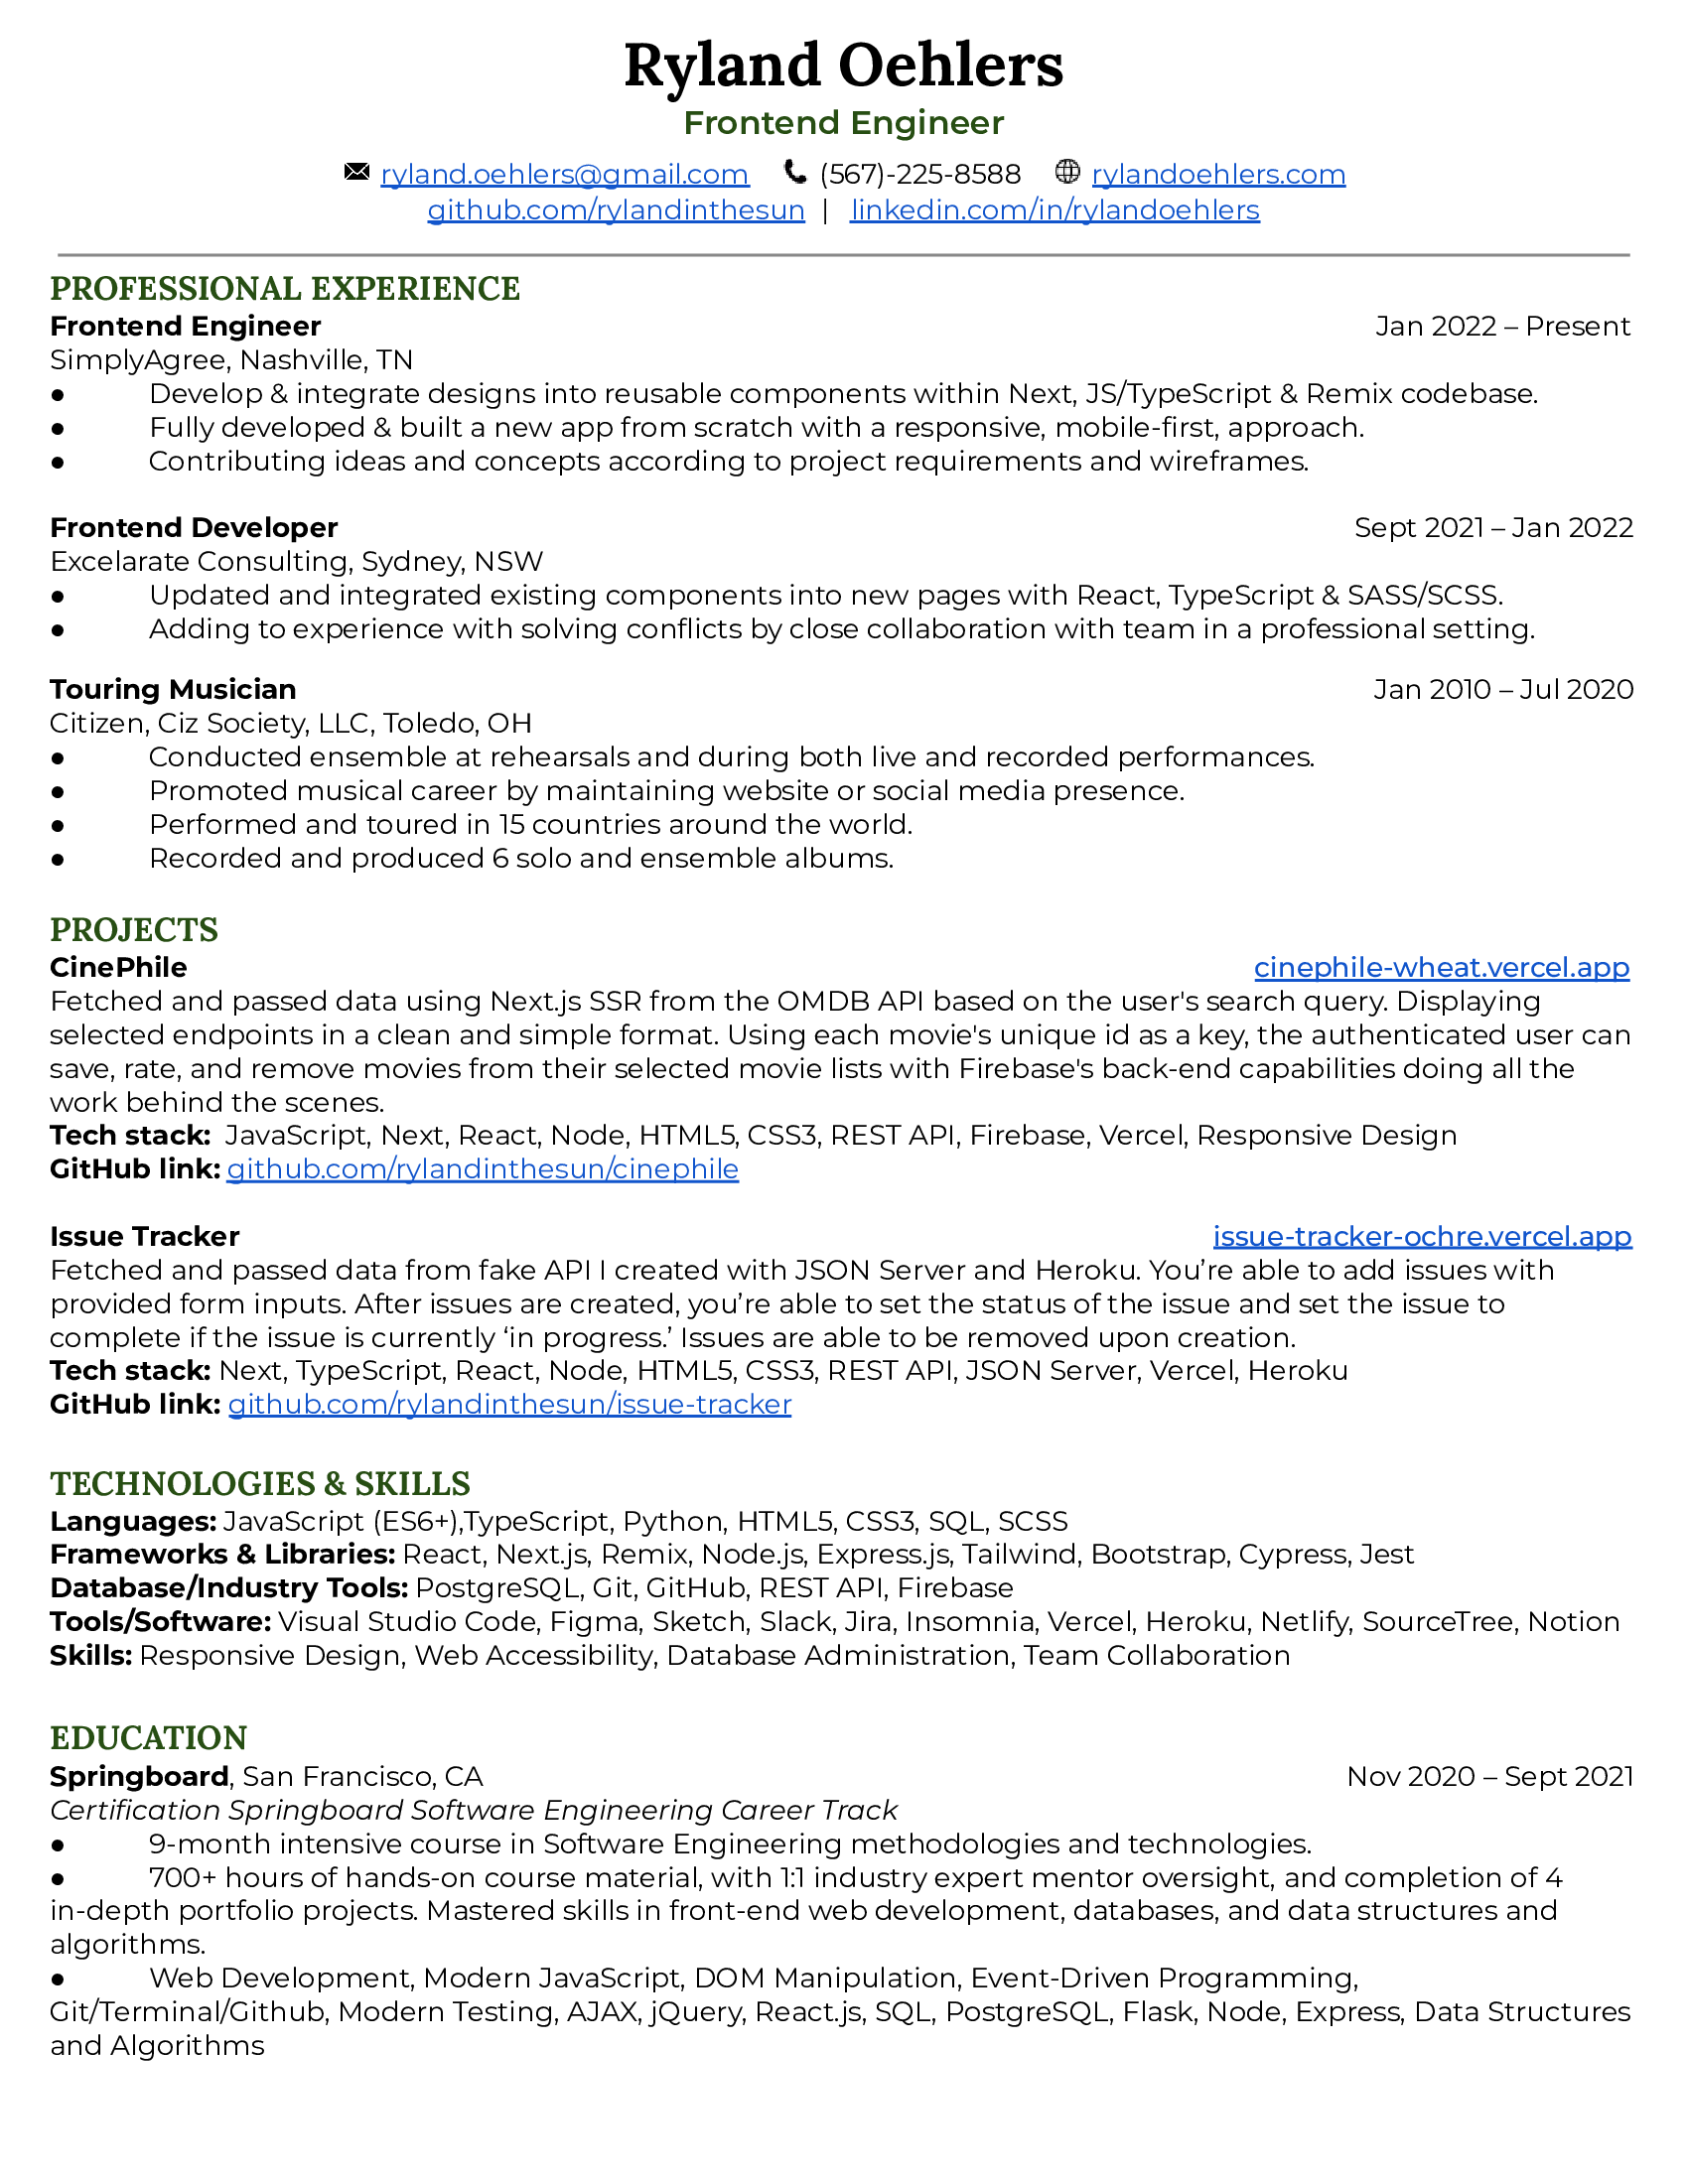 Ryland Oehlers
Frontend Engineer
ryland.oehlers@gmail.com (567)-225-8588 rylandoehlers.com
github.com/rylandinthesun | linkedin.com/in/rylandoehlers
PROFESSIONAL EXPERIENCE
Frontend Engineer Jan 2022 – Present
SimplyAgree, Nashville, TN
● Develop & integrate designs into reusable components within Next, JS/TypeScript & Remix codebase.
● Fully developed & built a new app from scratch with a responsive, mobile-first, approach.
● Contributing ideas and concepts according to project requirements and wireframes.
Frontend Developer Sept 2021 – Jan 2022
Excelarate Consulting, Sydney, NSW
● Updated and integrated existing components into new pages with React, TypeScript & SASS/SCSS.
● Adding to experience with solving conflicts by close collaboration with team in a professional setting.
Touring Musician Jan 2010 – Jul 2020
Citizen, Ciz Society, LLC, Toledo, OH
● Conducted ensemble at rehearsals and during both live and recorded performances.
● Promoted musical career by maintaining website or social media presence.
● Performed and toured in 15 countries around the world.
● Recorded and produced 6 solo and ensemble albums.
PROJECTS
CinePhile cinephile-wheat.vercel.app
Fetched and passed data using Next.js SSR from the OMDB API based on the user's search query. Displaying
selected endpoints in a clean and simple format. Using each movie's unique id as a key, the authenticated user can
save, rate, and remove movies from their selected movie lists with Firebase's back-end capabilities doing all the
work behind the scenes.
Tech stack: JavaScript, Next, React, Node, HTML5, CSS3, REST API, Firebase, Vercel, Responsive Design
GitHub link: github.com/rylandinthesun/cinephile
Issue Tracker issue-tracker-ochre.vercel.app
Fetched and passed data from fake API I created with JSON Server and Heroku. You’re able to add issues with
provided form inputs. After issues are created, you’re able to set the status of the issue and set the issue to
complete if the issue is currently ‘in progress.’ Issues are able to be removed upon creation.
Tech stack: Next, TypeScript, React, Node, HTML5, CSS3, REST API, JSON Server, Vercel, Heroku
GitHub link: github.com/rylandinthesun/issue-tracker
TECHNOLOGIES & SKILLS
Languages: JavaScript (ES6+),TypeScript, Python, HTML5, CSS3, SQL, SCSS
Frameworks & Libraries: React, Next.js, Remix, Node.js, Express.js, Tailwind, Bootstrap, Cypress, Jest
Database/Industry Tools: PostgreSQL, Git, GitHub, REST API, Firebase
Tools/Software: Visual Studio Code, Figma, Sketch, Slack, Jira, Insomnia, Vercel, Heroku, Netlify, SourceTree, Notion
Skills: Responsive Design, Web Accessibility, Database Administration, Team Collaboration
EDUCATION
Springboard, San Francisco, CA Nov 2020 – Sept 2021
Certification Springboard Software Engineering Career Track
● 9-month intensive course in Software Engineering methodologies and technologies.
● 700+ hours of hands-on course material, with 1:1 industry expert mentor oversight, and completion of 4
in-depth portfolio projects. Mastered skills in front-end web development, databases, and data structures and
algorithms.
● Web Development, Modern JavaScript, DOM Manipulation, Event-Driven Programming,
Git/Terminal/Github, Modern Testing, AJAX, jQuery, React.js, SQL, PostgreSQL, Flask, Node, Express, Data Structures
and Algorithms